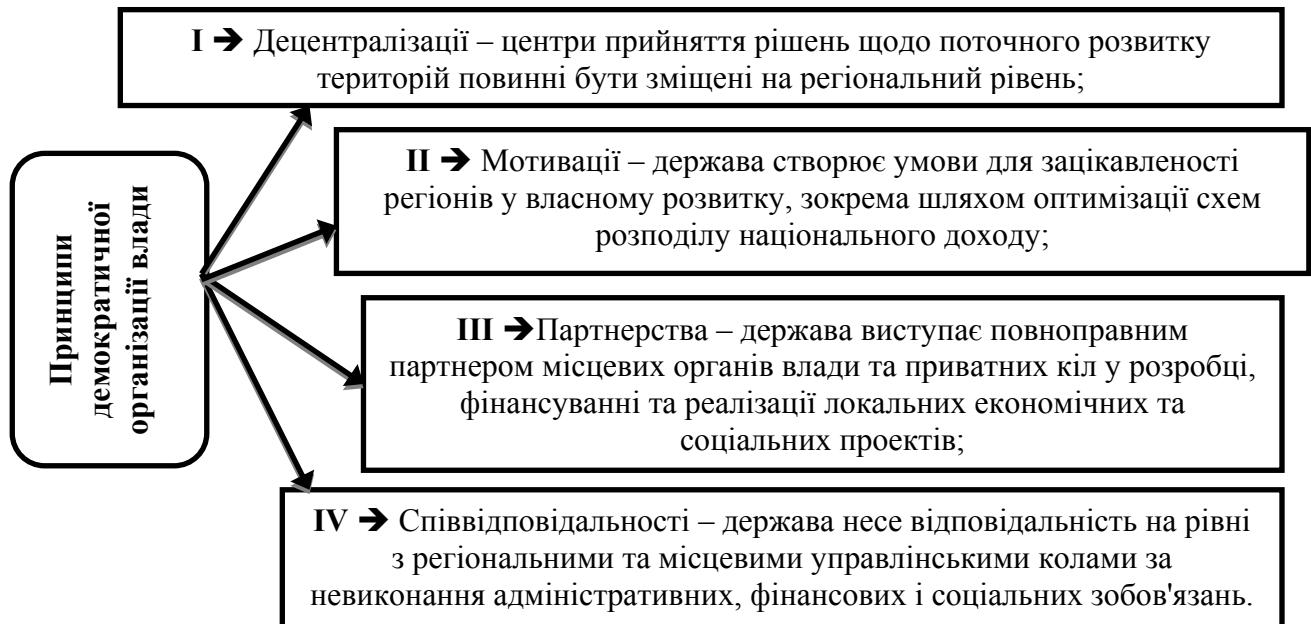 Принципи
демократичної
організації влади
I ➔ Децентралізації – центри прийняття рішень щодо поточного розвитку
територій повинні бути зміщені на регіональний рівень;
II ➔ Мотивації – держава створює умови для зацікавленості
регіонів у власному розвитку, зокрема шляхом оптимізації схем
розподілу національного доходу;
III ➔Партнерства – держава виступає повноправним
партнером місцевих органів влади та приватних кіл у розробці,
фінансуванні та реалізації локальних економічних та
соціальних проектів;
IV ➔ Співвідповідальності – держава несе відповідальність на рівні
з регіональними та місцевими управлінськими колами за
невиконання адміністративних, фінансових і соціальних зобов'язань.